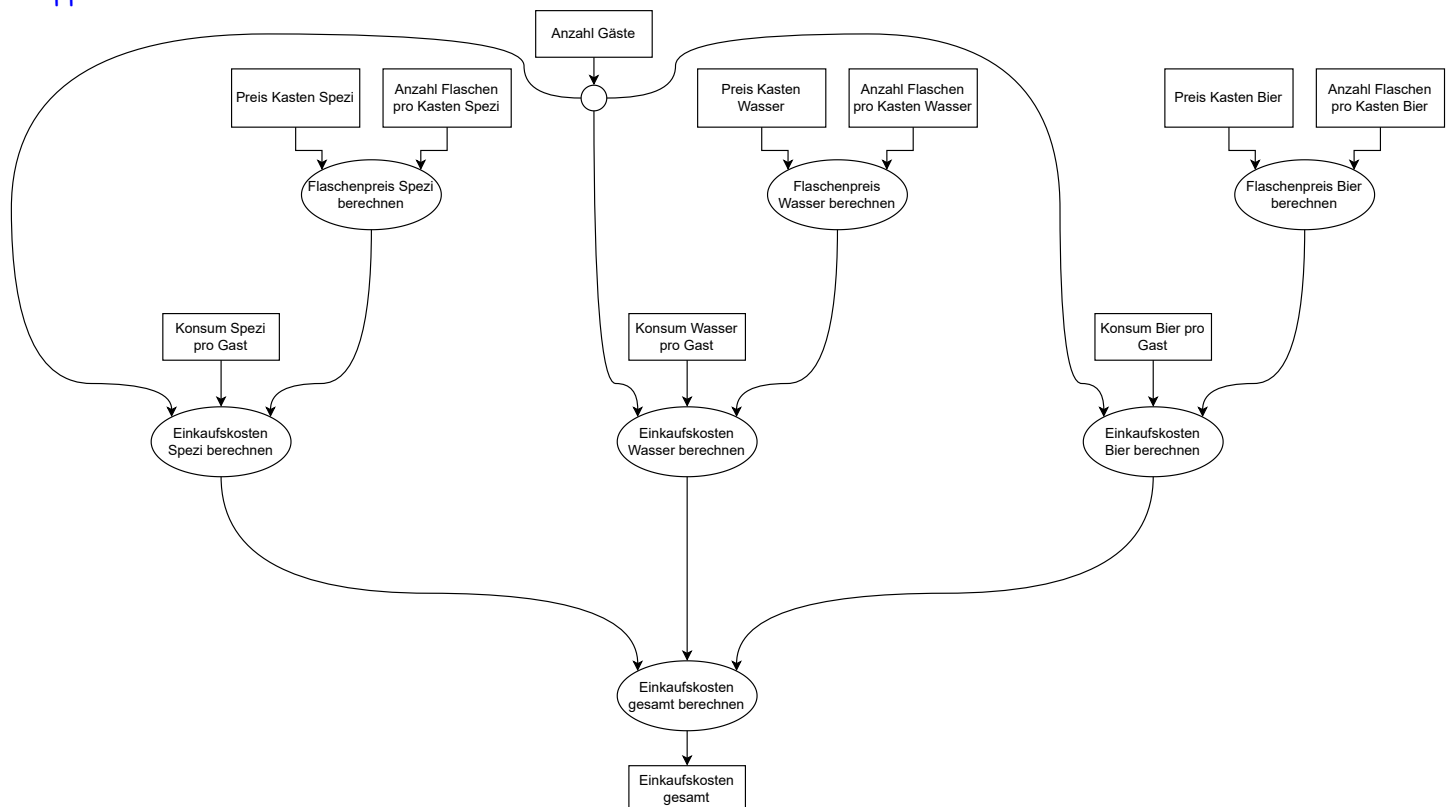 Anzahl Gäste
Preis Kasten Spezi
Anzahl Flaschen
pro Kasten Spezi
Preis Kasten
Wasser
Anzahl Flaschen
pro Kasten Wasser
Preis Kasten Bier
Anzahl Flaschen
pro Kasten Bier
Flaschenpreis Spezi
berechnen
Flaschenpreis
Wasser berechnen
Flaschenpreis Bier
berechnen
Konsum Spezi
pro Gast
Konsum Wasser
pro Gast
Konsum Bier pro
Gast
Einkaufskosten
Spezi berechnen
Einkaufskosten
Wasser berechnen
Einkaufskosten
Bier berechnen
Einkaufskosten
gesamt berechnen
Einkaufskosten
gesamt